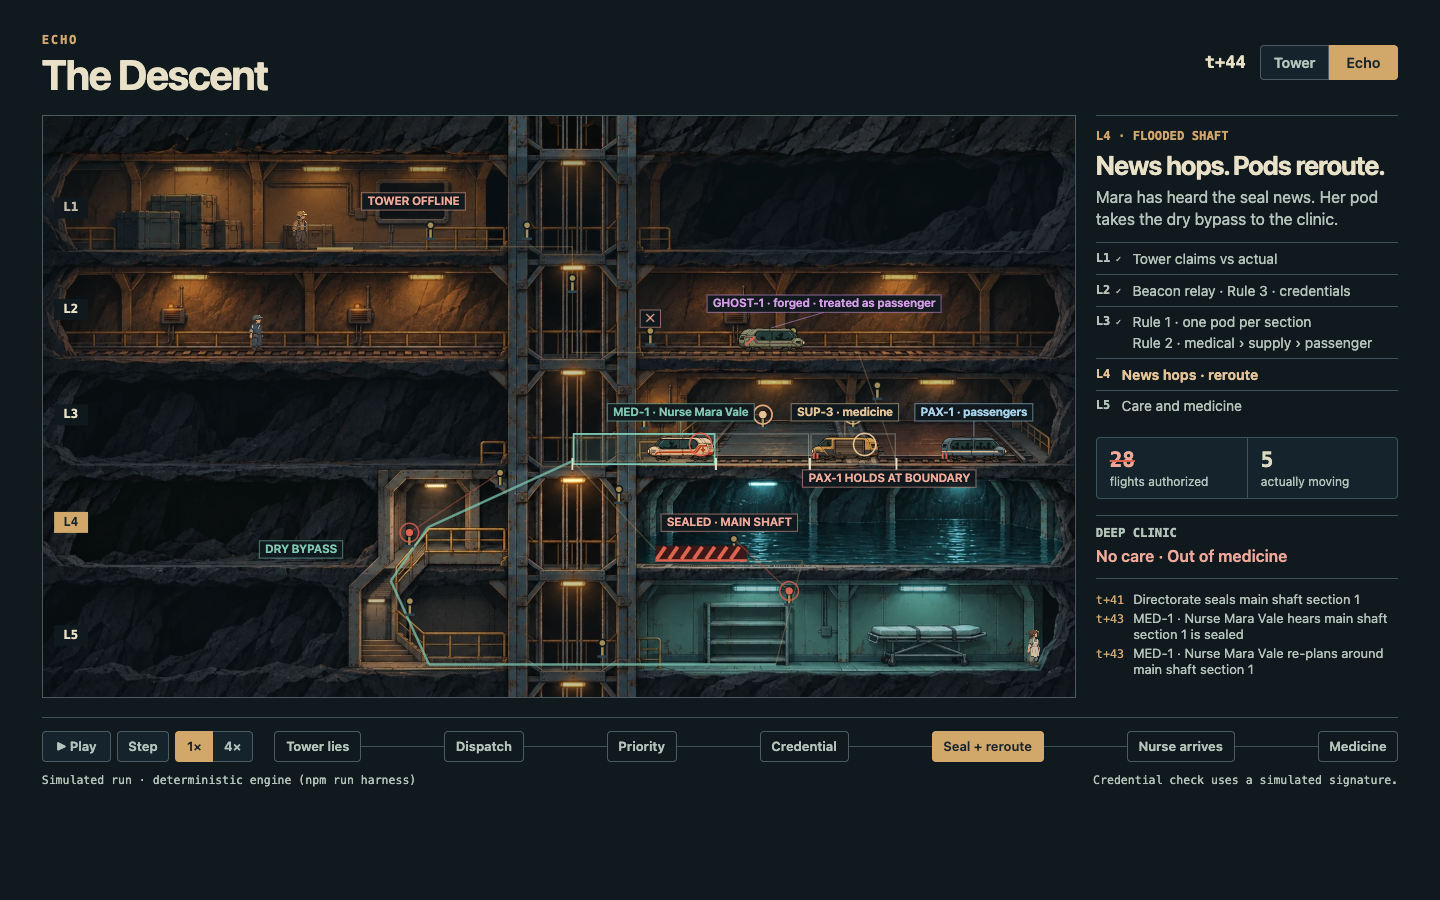 ECHO
The Descent
t+44
Tower
Echo
L1
TOWER OFFLINE
L2
GHOST-1 · forged · treated as passenger
L3
MED-1 · Nurse Mara Vale
SUP-3 · medicine
PAX-1 · passengers
PAX-1 HOLDS AT BOUNDARY
L4
SEALED · MAIN SHAFT
DRY BYPASS
L5
L4 · FLOODED SHAFT
News hops. Pods reroute.
Mara has heard the seal news. Her pod
takes the dry bypass to the clinic.
L1 ✓ Tower claims vs actual
L2 ✓ Beacon relay · Rule 3 · credentials
L3 ✓ Rule 1 · one pod per section
Rule 2 · medical › supply › passenger
L4 News hops · reroute
L5 Care and medicine
28
flights authorized
5
actually moving
DEEP CLINIC
No care · Out of medicine
t+41 Directorate seals main shaft section 1
t+43 MED-1 · Nurse Mara Vale hears main shaft
section 1 is sealed
t+43 MED-1 · Nurse Mara Vale re-plans around
main shaft section 1
Play
Step
1×
4×
Tower lies
Dispatch
Priority
Credential
Seal + reroute
Nurse arrives
Medicine
Simulated run · deterministic engine (npm run harness)
Credential check uses a simulated signature.